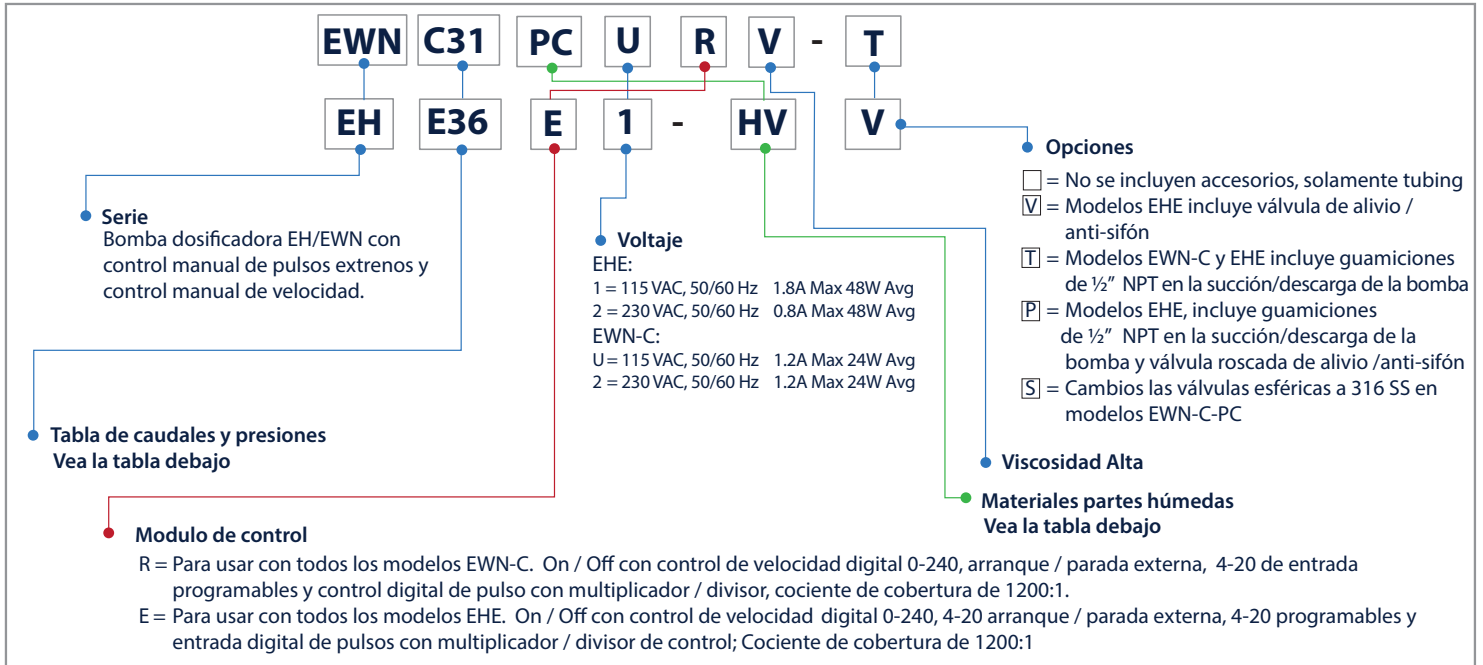 EWN C31 PC U R V - T
EH E36 E 1 - HV V
Opciones
= No se incluyen accesorios, solamente tubing
V = Modelos EHE incluye válvula de alivio /
anti-sifón
T = Modelos EWN-C y EHE incluye guarniciones
de ½” NPT en la succión/descarga de la bomba
P = Modelos EHE, incluye guarniciones
de ½” NPT en la succión/descarga de la
bomba y válvula roscada de alivio /anti-sifón
S = Cambios las válvulas esféricas a 316 SS en
modelos EWN-C-PC
Serie
Bomba dosificadora EH/EWN con
control manual de pulsos extrenos y
control manual de velocidad.
Voltaje
EHE:
1 = 115 VAC, 50/60 Hz 1.8A Max 48W Avg
2 = 230 VAC, 50/60 Hz 0.8A Max 48W Avg
EWN-C:
U = 115 VAC, 50/60 Hz 1.2A Max 24W Avg
2 = 230 VAC, 50/60 Hz 1.2A Max 24W Avg
Tabla de caudales y presiones
Vea la tabla debajo
Viscosidad Alta
Materiales partes húmedas
Vea la tabla debajo
Modulo de control
R = Para usar con todos los modelos EWN-C. On / Off con control de velocidad digital 0-240, arranque / parada externa, 4-20 de entrada
programables y control digital de pulso con multiplicador / divisor, cociente de cobertura de 1200:1.
E = Para usar con todos los modelos EHE. On / Off con control de velocidad digital 0-240, 4-20 arranque / parada externa, 4-20 programables y
entrada digital de pulsos con multiplicador / divisor de control; Cociente de cobertura de 1200:1